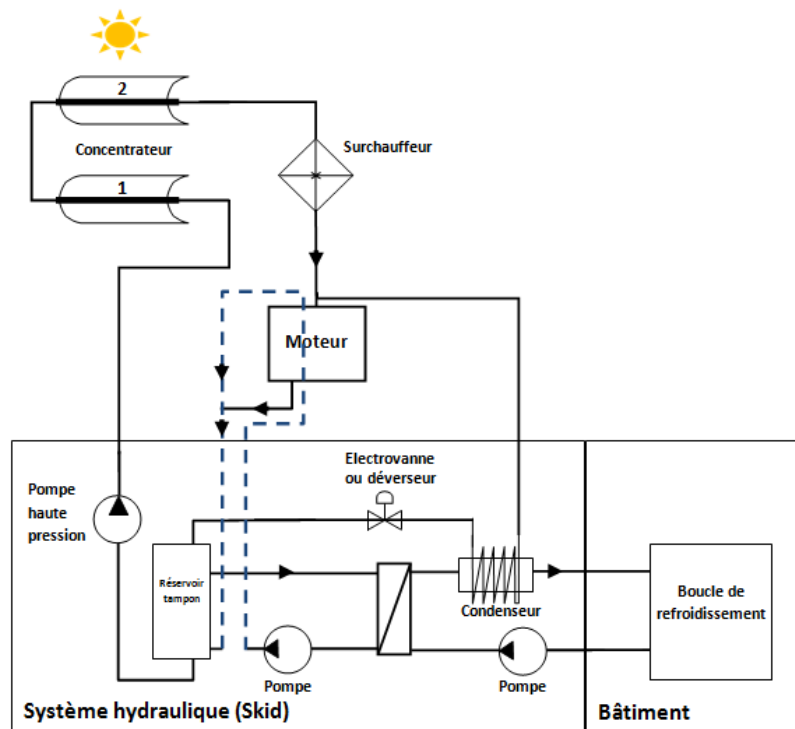 2
Concentrateur
1
Surchauffeur
Moteur
Electrovanne
ou déverseur
Pompe
haute
pression
Réservoir
tampon
Condenseur
Boucle de
refroidissement
Pompe
Pompe
Système hydraulique (Skid)
Bâtiment